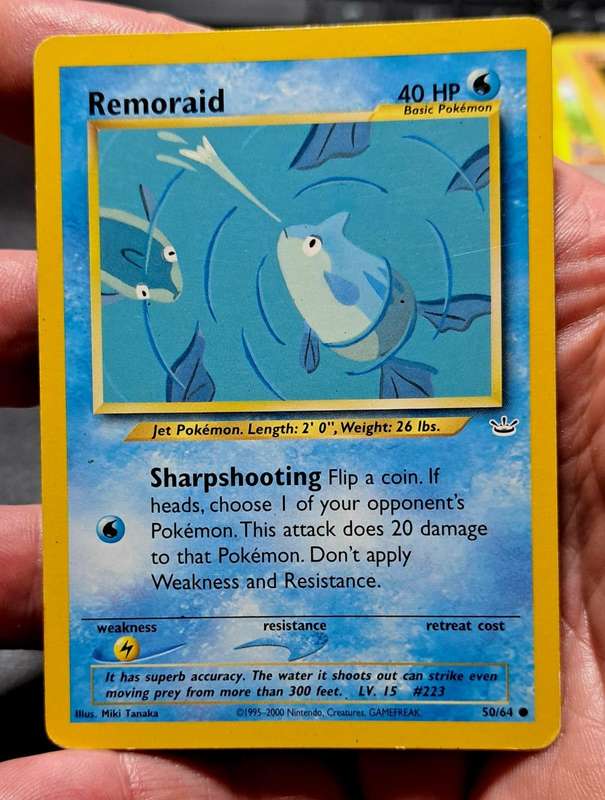 Remoraid
40 HP
Basic Pokémon
Jet Pokémon. Length: 2' 0", Weight: 26 lbs.
Sharpshooting Flip a coin. If
heads, choose 1 of your opponent's
Pokémon. This attack does 20 damage
to that Pokémon. Don't apply
Weakness and Resistance.
weakness resistance retreat cost
It has superb accuracy. The water it shoots out can strike even
moving prey from more than 300 feet. LV. 15 #223
Illus. Miki Tanaka ©1995-2000 Nintendo, Creatures, GAMEFREAK. 50/64